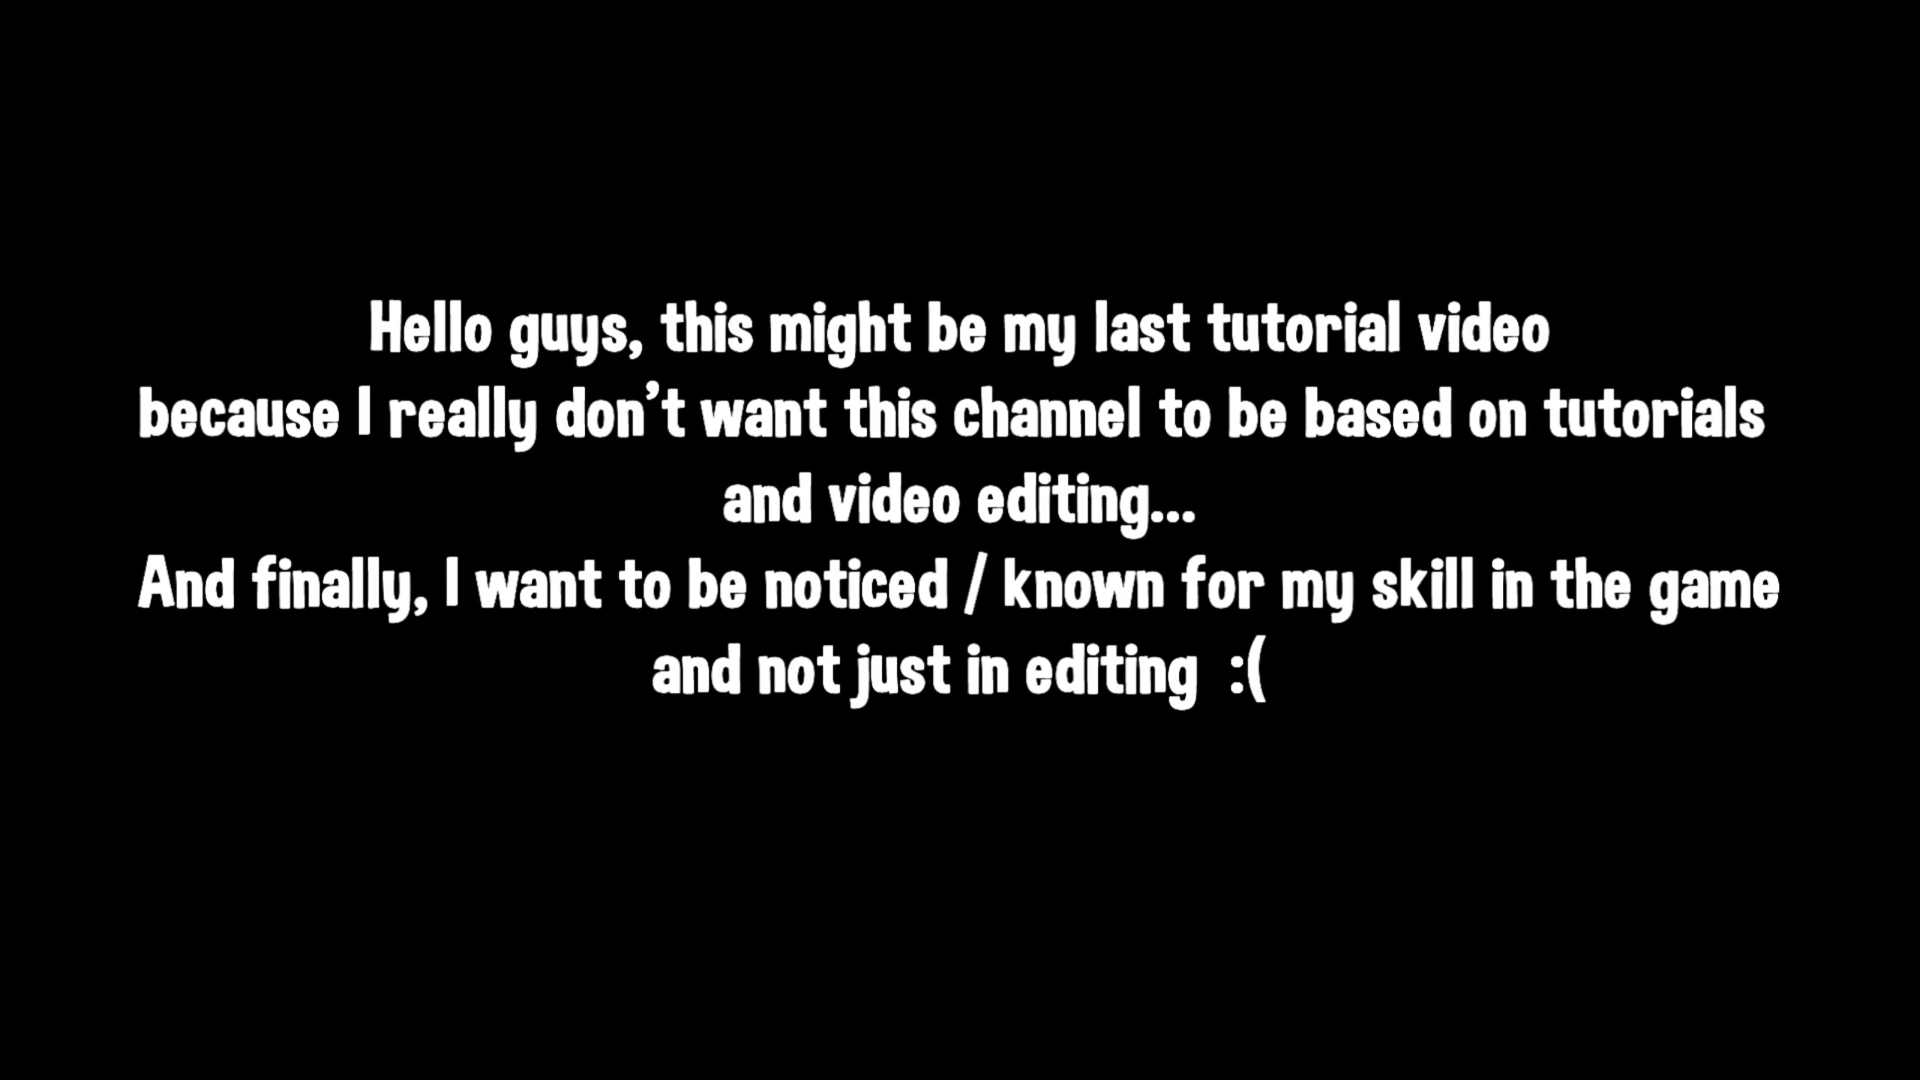 Hello guys, this might be my last tutorial video
because I really don’t want this channel to be based on tutorials
and video editing...
And finally, I want to be noticed / known for my skill in the game
and not just in editing  :(